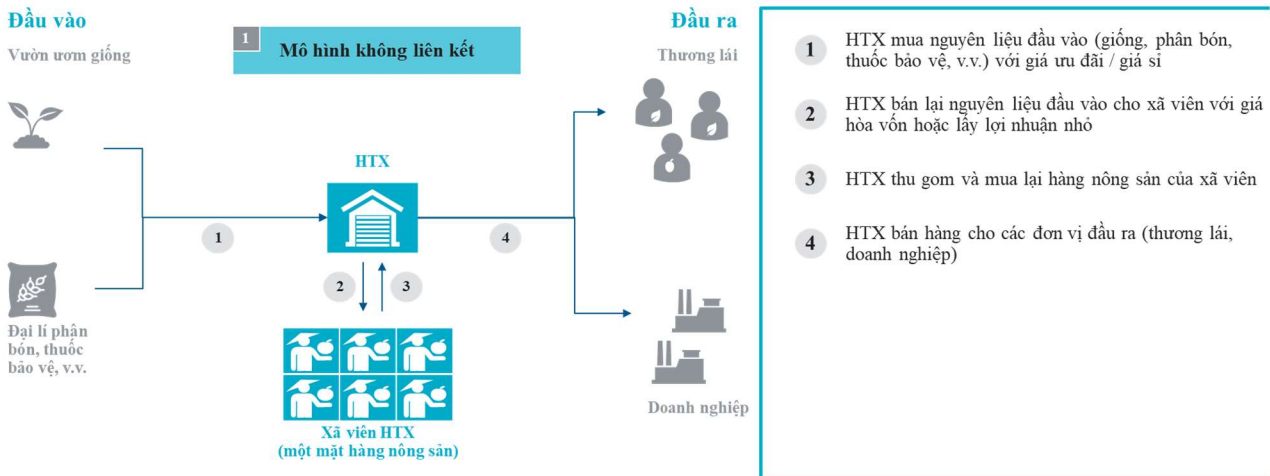 Đầu vào
Vườn ươm giống
1
Mô hình không liên kết
Đầu ra
Thương lái
HTX
1
4
2
3
Đại lí phân
bón, thuốc
bảo vệ, v.v.
Xã viên HTX
(một mặt hàng nông sản)
Doanh nghiệp
1
HTX mua nguyên liệu đầu vào (giống, phân bón,
thuốc bảo vệ, v.v.) với giá ưu đãi / giá sỉ
2
HTX bán lại nguyên liệu đầu vào cho xã viên với giá
hòa vốn hoặc lấy lợi nhuận nhỏ
3
HTX thu gom và mua lại hàng nông sản của xã viên
4
HTX bán hàng cho các đơn vị đầu ra (thương lái,
doanh nghiệp)